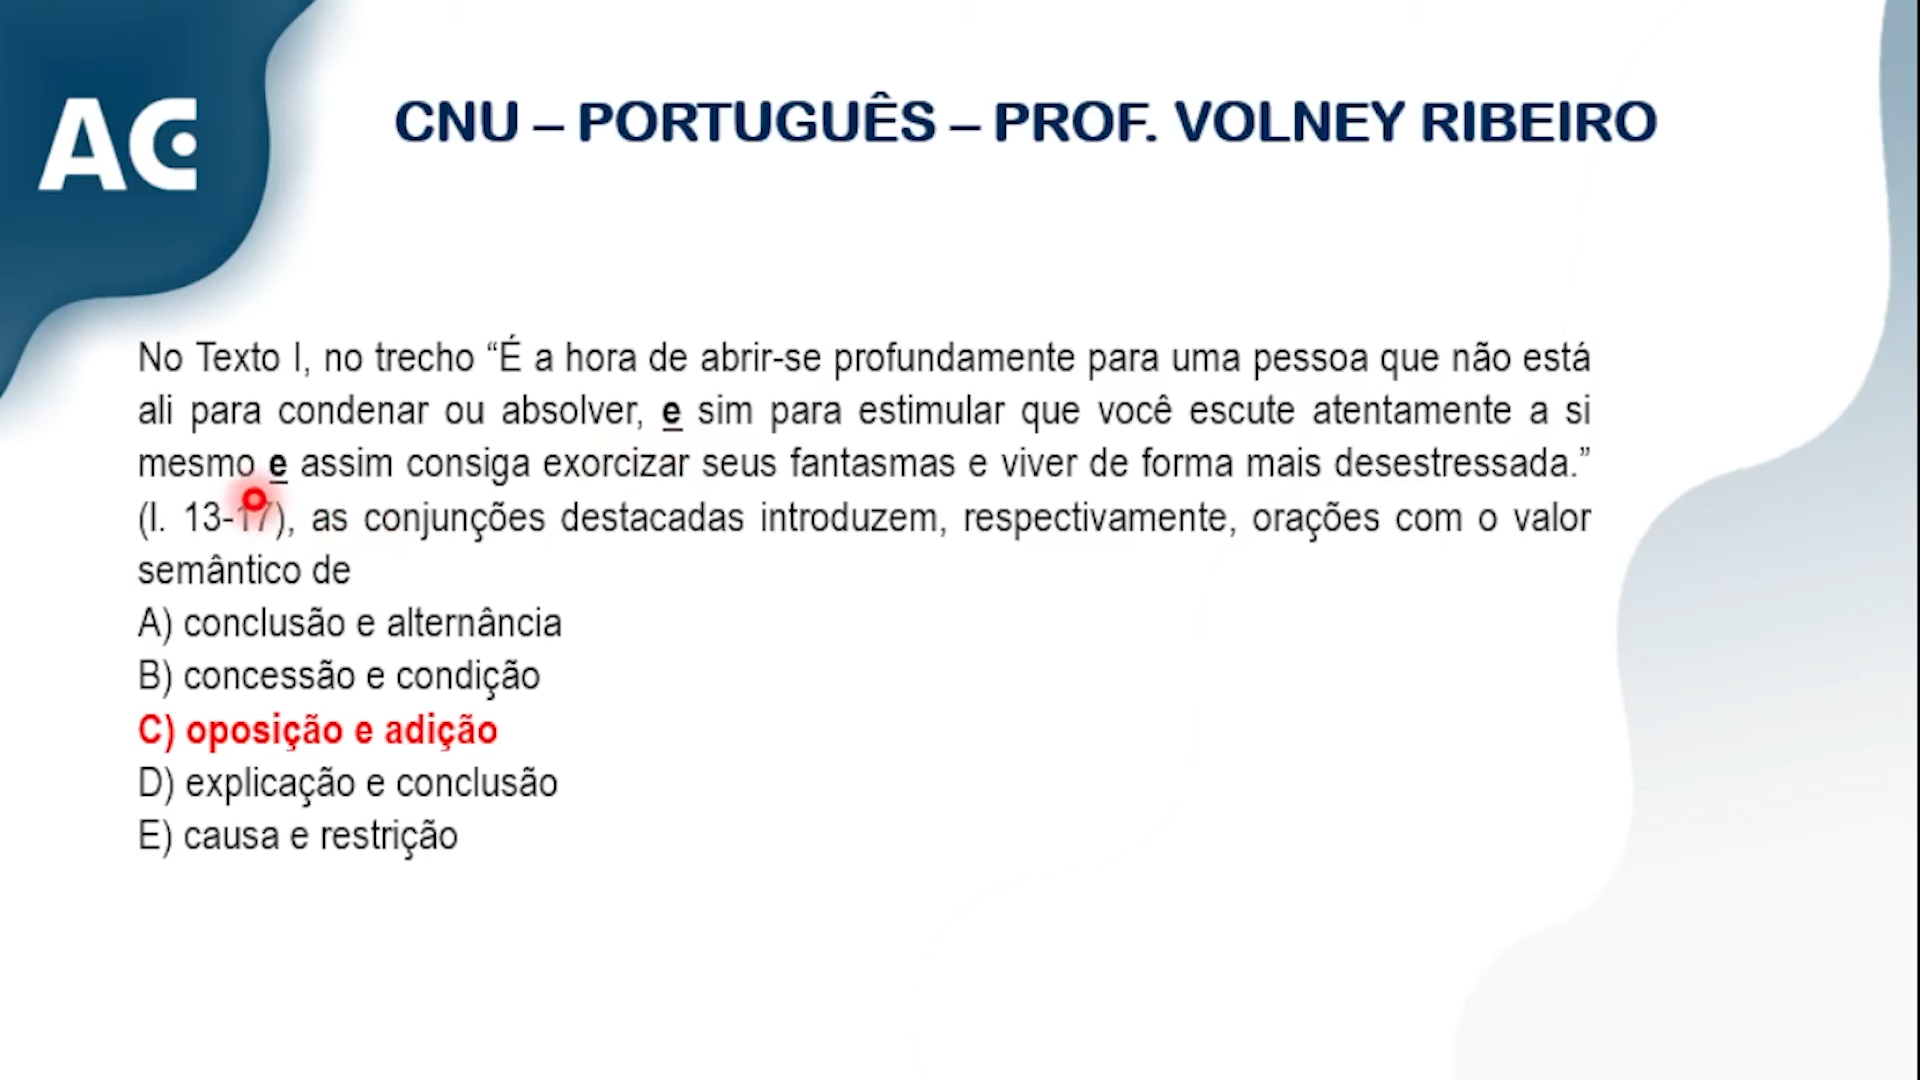 AC
CNU – PORTUGUÊS – PROF. VOLNEY RIBEIRO
No Texto I, no trecho “É a hora de abrir-se profundamente para uma pessoa que não está
ali para condenar ou absolver, e sim para estimular que você escute atentamente a si
mesmo e assim consiga exorcizar seus fantasmas e viver de forma mais desestressada.”
(l. 13-17), as conjunções destacadas introduzem, respectivamente, orações com o valor
semântico de
A) conclusão e alternância
B) concessão e condição
C) oposição e adição
D) explicação e conclusão
E) causa e restrição